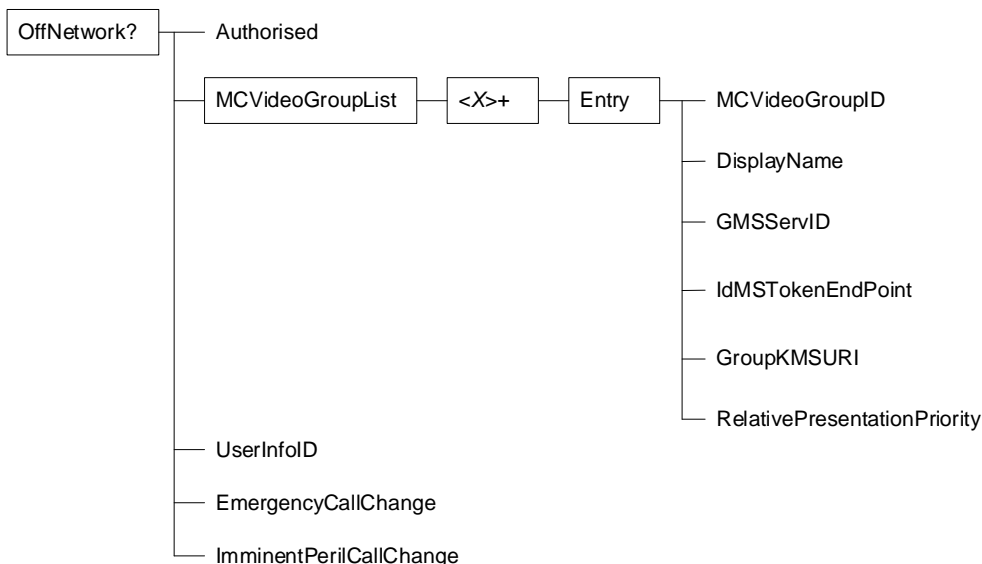 OffNetwork?
Authorised
MCVideoGroupList
<X>+
Entry
MCVideoGroupID
DisplayName
GMSServID
IdMSTokenEndPoint
GroupKMSURI
RelativePresentationPriority
UserInfoID
EmergencyCallChange
ImminentPerilCallChange